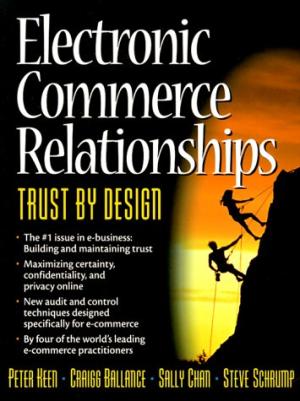 Electronic
Commerce
Relationships
TRUST BY DESIGN
• The #1 issue in e-business:
Building and maintaining trust
• Maximizing certainty,
confidentiality, and
privacy online
• New audit and control
techniques designed
specifically for e-commerce
• By four of the world's leading
e-commerce practitioners
PETER KEEN • CRAIGG BALLANCE • SALLY CHAN • STEVE SCHRUMP